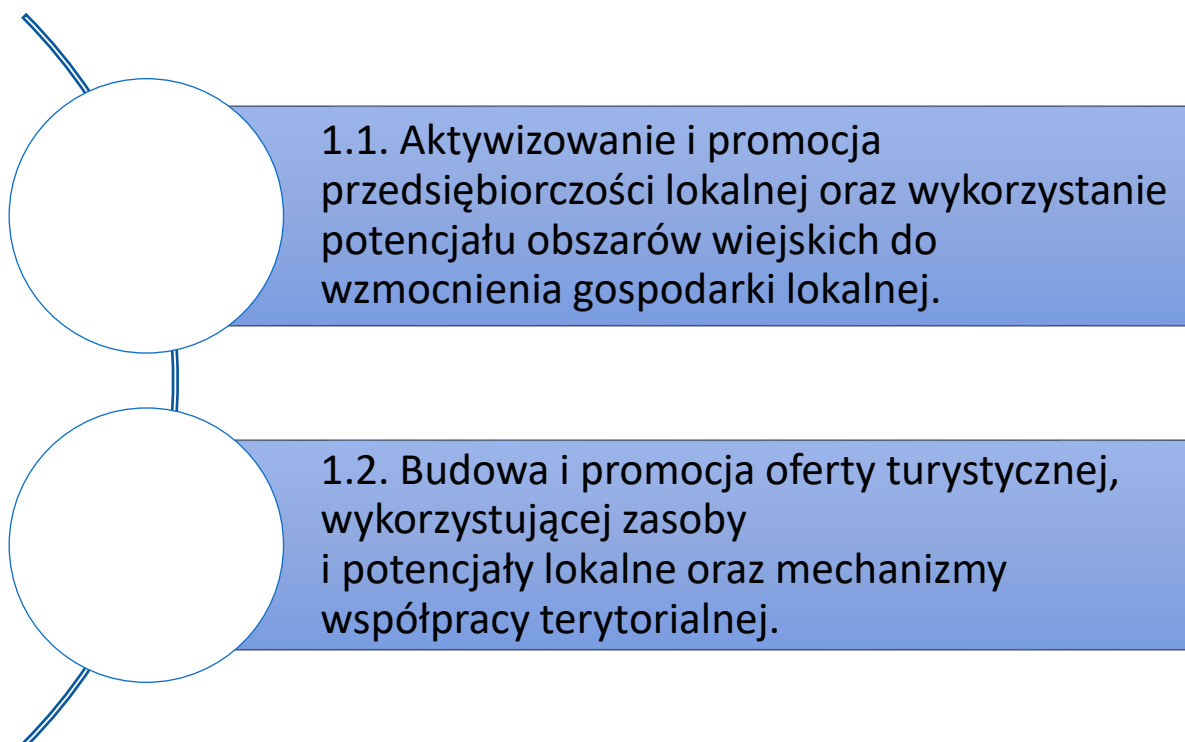 1.1. Aktywizowanie i promocja
przedsiębiorczości lokalnej oraz wykorzystanie
potencjału obszarów wiejskich do
wzmocnienia gospodarki lokalnej.
1.2. Budowa i promocja oferty turystycznej,
wykorzystującej zasoby
i potencjały lokalne oraz mechanizmy
współpracy terytorialnej.